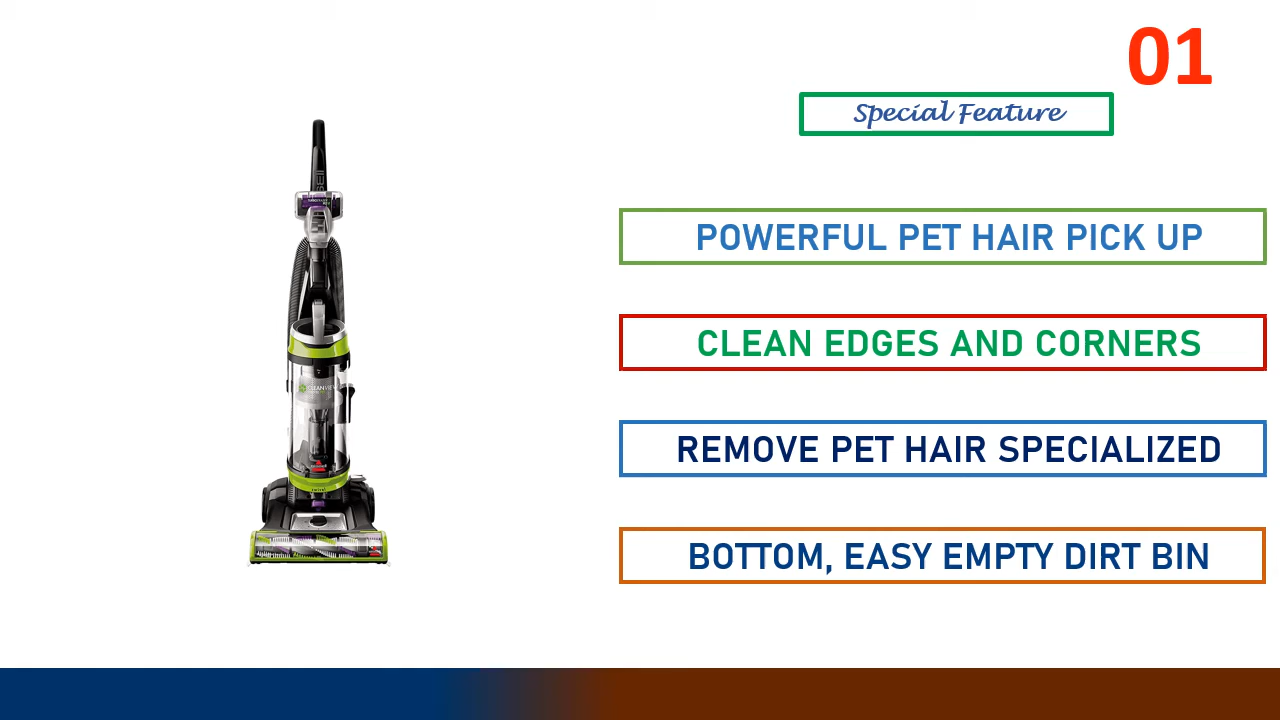 01
Special Feature
POWERFUL PET HAIR PICK UP
CLEAN EDGES AND CORNERS
REMOVE PET HAIR SPECIALIZED
BOTTOM, EASY EMPTY DIRT BIN
CLEANVIEW